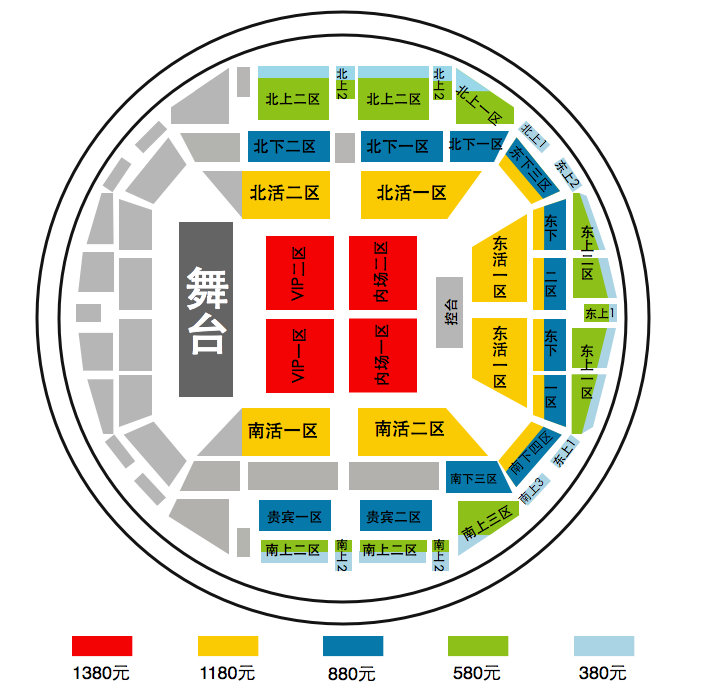 北上2
北上2
北上二区
北上二区
北上一区
北上1
北下二区
北下一区
北下一区
东下三区
东上2
北活二区
北活一区
东下
二区
东上二区
东活一区
VIP二区
内场二区
舞台
控台
东上1
VIP一区
内场一区
东活一区
东下
一区
东上一区
南活一区
南活二区
南下四区
东上1
南下三区
南上3
贵宾一区
贵宾二区
南上三区
南上二区
南上2
南上二区
南上2
1380元
1180元
880元
580元
380元